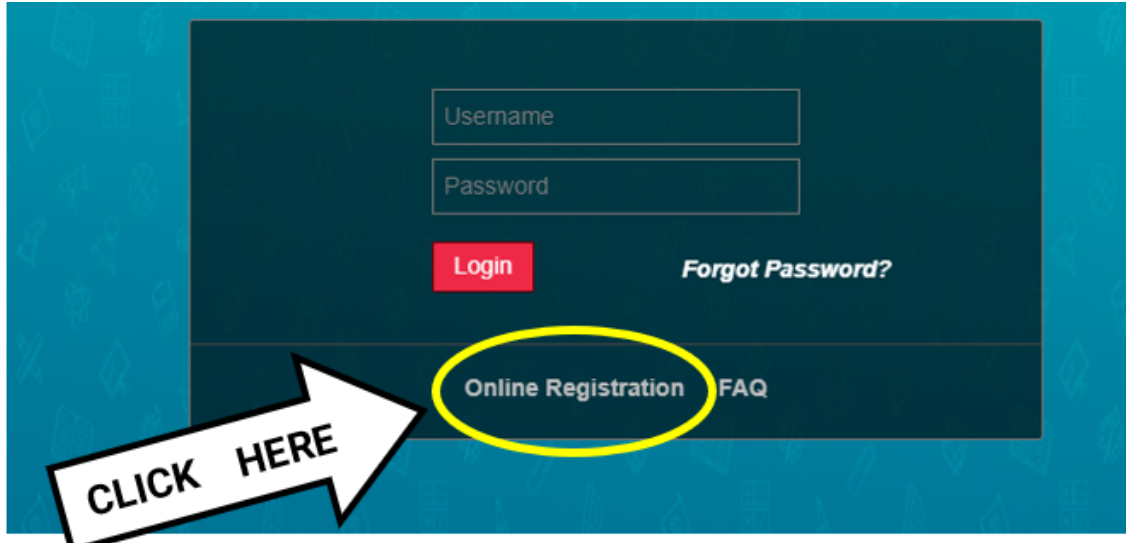 Username
Password
Login Forgot Password?
Online Registration FAQ
CLICK HERE